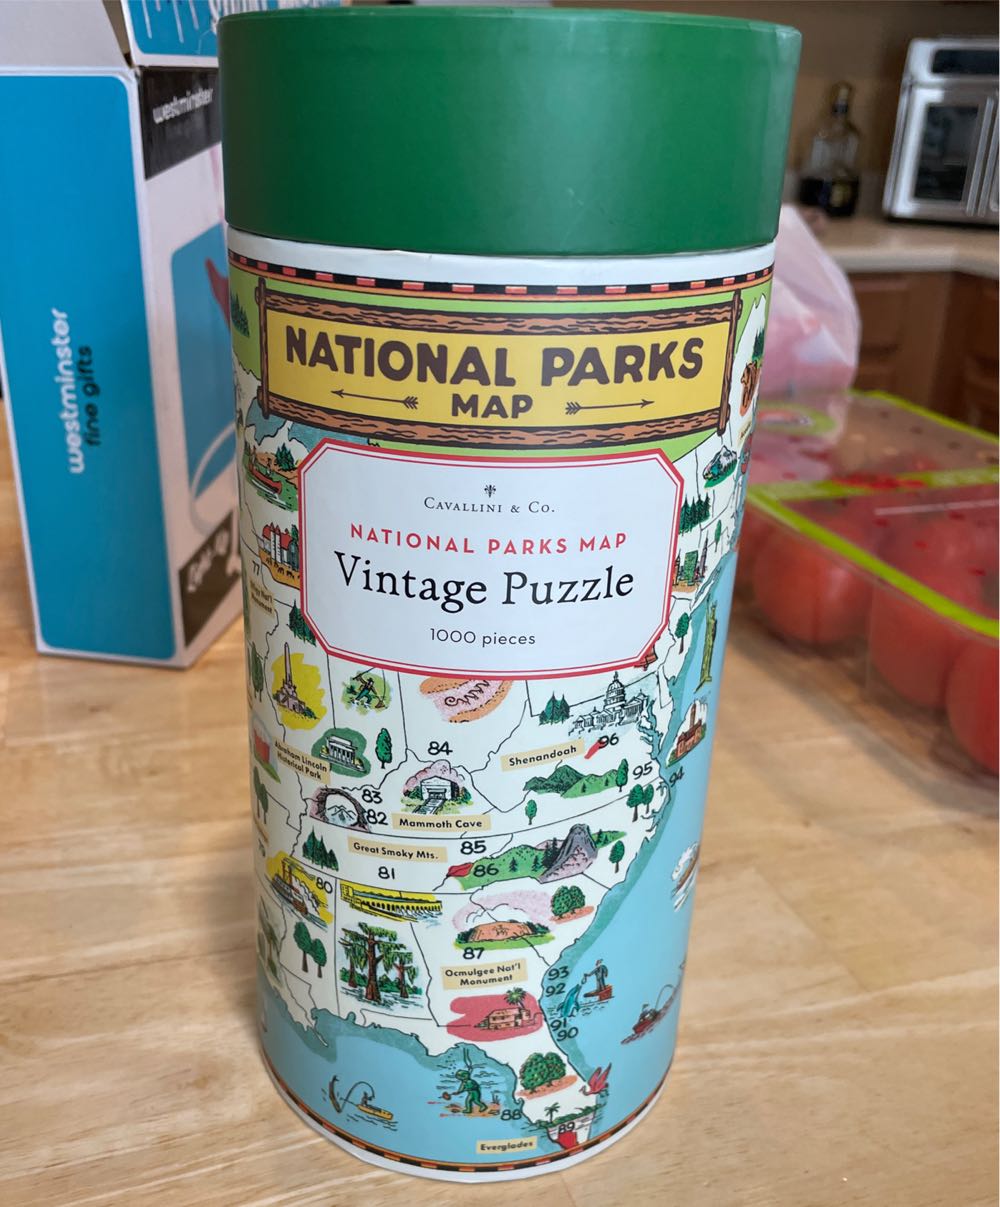 westminster
westminster
fine gifts
NATIONAL PARKS
MAP
CAVALLINI & CO.
NATIONAL PARKS MAP
Vintage Puzzle
1000 pieces
77
Abraham Lincoln
Historical Park
84
Shenandoah
96
95
94
83
82
Mammoth Cave
Great Smoky Mts.
85
86
81
80
87
Ocmulgee Nat'l
Monument
93
92
91
90
88
89
Everglades